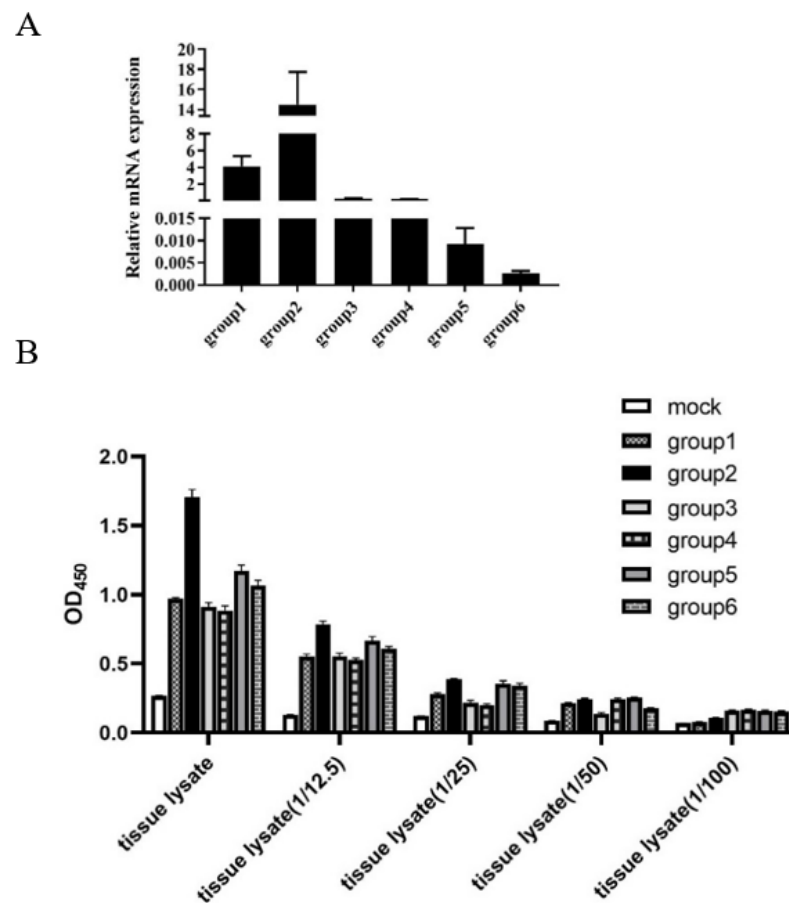 A
Relative mRNA expression
20
18
16
14
8
6
4
2
0.015
0.010
0.005
0.000
group1
group2
group3
group4
group5
group6
B
mock
group1
group2
group3
group4
group5
group6
OD450
2.0
1.5
1.0
0.5
0.0
tissue lysate
tissue lysate(1/12.5)
tissue lysate(1/25)
tissue lysate(1/50)
tissue lysate(1/100)